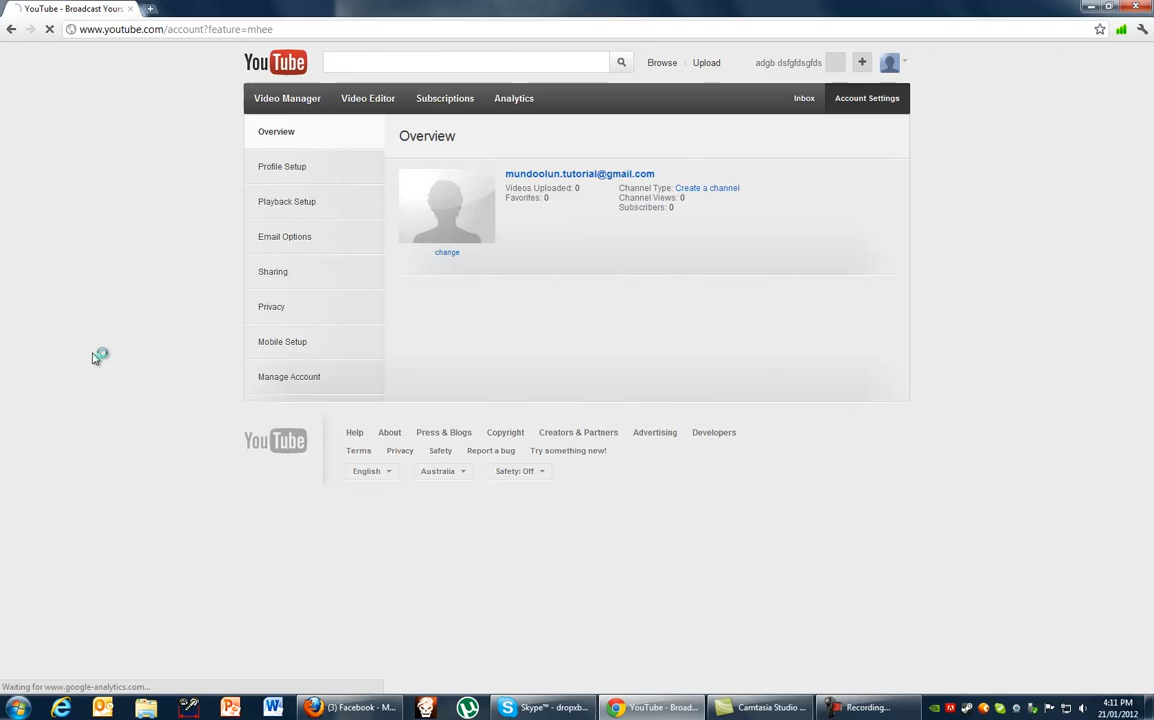 YouTube - Broadcast Yours
www.youtube.com/account?feature=mhee
YouTube
Browse
Upload
adgb dsfgfdsgfds
Video Manager
Video Editor
Subscriptions
Analytics
Inbox
Account Settings
Overview
Profile Setup
Playback Setup
Email Options
Sharing
Privacy
Mobile Setup
Manage Account
Overview
mundoolun.tutorial@gmail.com
Videos Uploaded: 0
Favorites: 0
Channel Type: Create a channel
Channel Views: 0
Subscribers: 0
change
YouTube
Help About Press & Blogs Copyright Creators & Partners Advertising Developers
Terms Privacy Safety Report a bug Try something new!
English
Australia
Safety: Off
Waiting for www.google-analytics.com...
(3) Facebook - M...
Skype™ - dropxb...
YouTube - Broad...
Camtasia Studio ...
Recording...
4:11 PM
21/01/2012